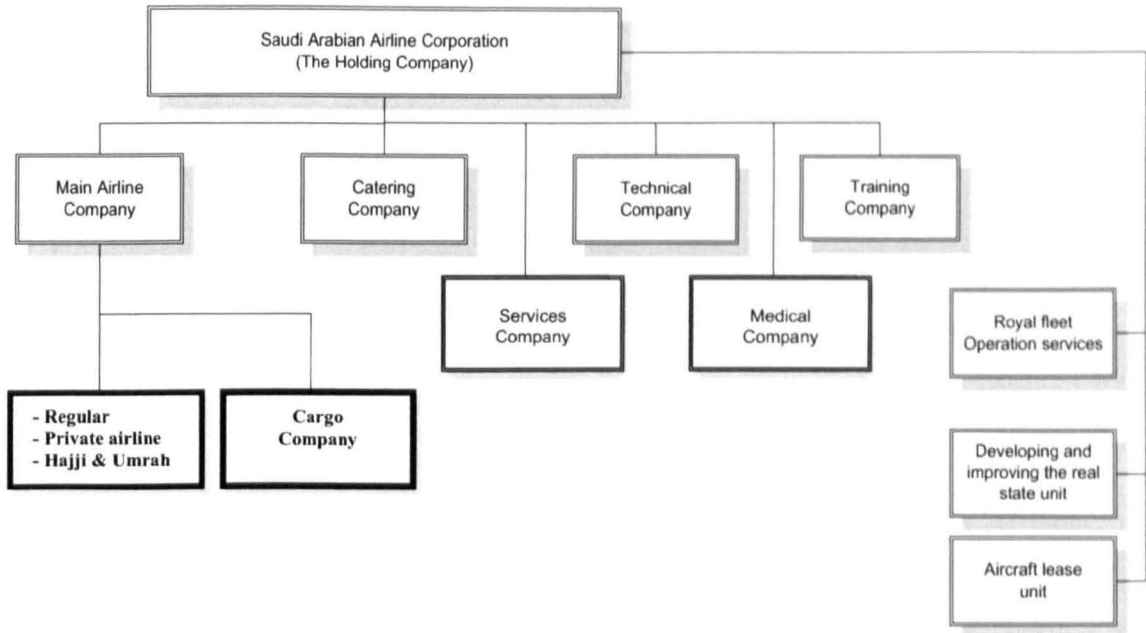 Saudi Arabian Airline Corporation
(The Holding Company)
Main Airline
Company
Catering
Company
Technical
Company
Training
Company
Services
Company
Medical
Company
Royal fleet
Operation services
- Regular
- Private airline
- Hajji & Umrah
Cargo
Company
Developing and
improving the real
state unit
Aircraft lease
unit